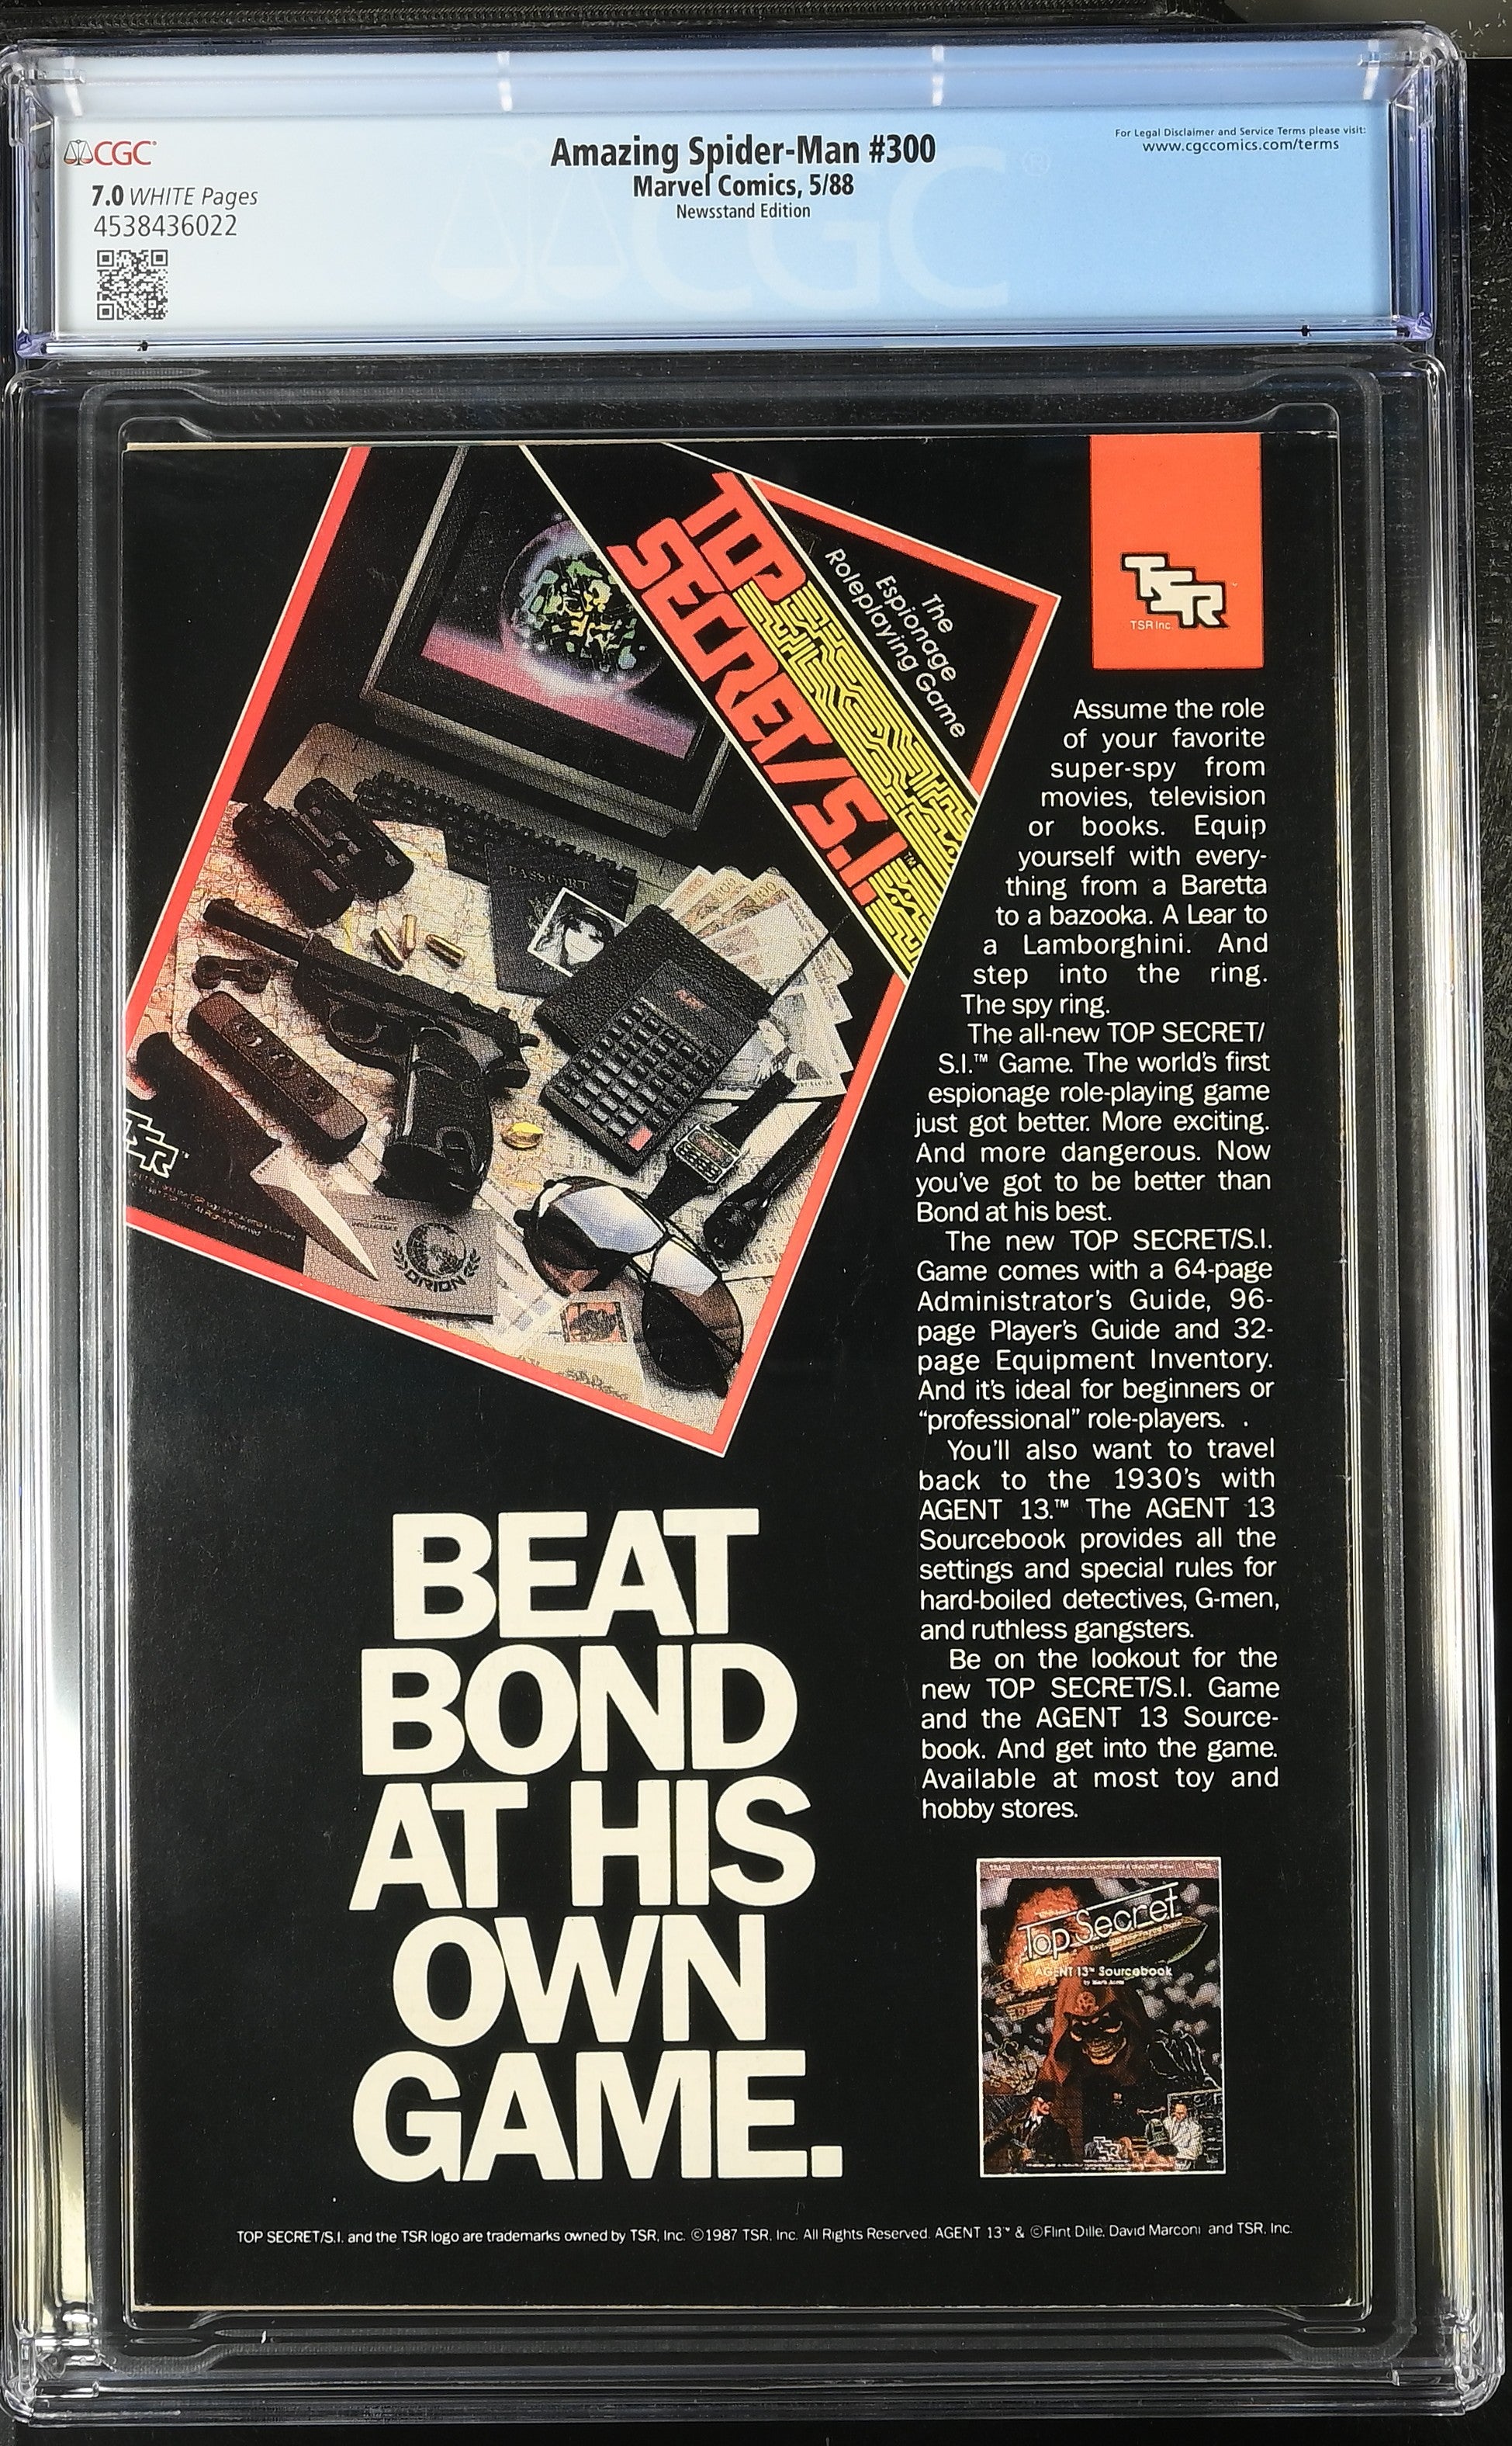 CGC
7.0 WHITE Pages
4538436022
Amazing Spider-Man #300
Marvel Comics, 5/88
Newsstand Edition
For Legal Disclaimer and Service Terms please visit:
www.cgccomics.com/terms
CGC
TOP
SECRET/S.I.™
The
Espionage
Roleplaying Game
PASSPORT
ORION
TSR™
TSR
TSR Inc.
Assume the role
of your favorite
super-spy from
movies, television
or books. Equip
yourself with every-
thing from a Baretta
to a bazooka. A Lear to
a Lamborghini. And
step into the ring.
The spy ring.
The all-new TOP SECRET/
S.I.™ Game. The world's first
espionage role-playing game
just got better. More exciting.
And more dangerous. Now
you've got to be better than
Bond at his best.
The new TOP SECRET/S.I.
Game comes with a 64-page
Administrator's Guide, 96-
page Player's Guide and 32-
page Equipment Inventory.
And it's ideal for beginners or
“professional” role-players.
You'll also want to travel
back to the 1930's with
AGENT 13.™ The AGENT 13
Sourcebook provides all the
settings and special rules for
hard-boiled detectives, G-men,
and ruthless gangsters.
Be on the lookout for the
new TOP SECRET/S.I. Game
and the AGENT 13 Source-
book. And get into the game.
Available at most toy and
hobby stores.
BEAT
BOND
AT HIS
OWN
GAME.
Top Secret
AGENT 13™ Sourcebook
TSR
TOP SECRET/S.I. and the TSR logo are trademarks owned by TSR, Inc. ©1987 TSR, Inc. All Rights Reserved. AGENT 13™ & ©Flint Dille, David Marconi and TSR, Inc.